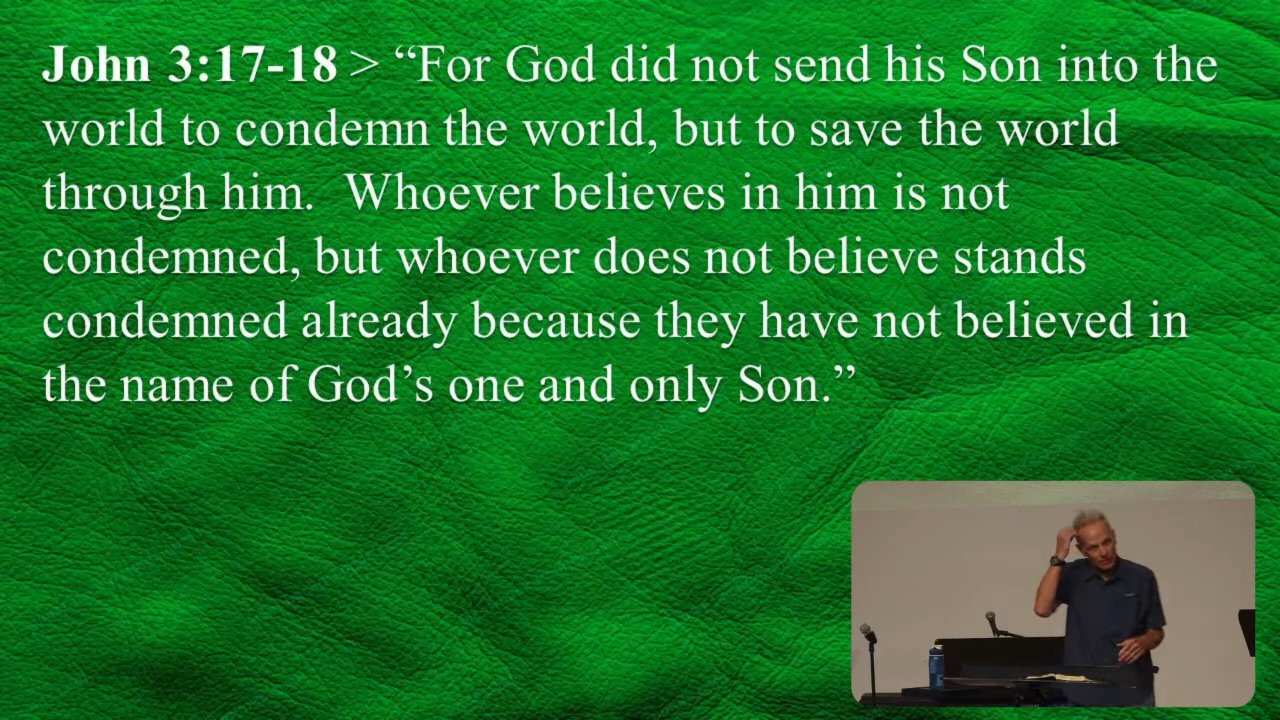 John 3:17-18 > “For God did not send his Son into the
world to condemn the world, but to save the world
through him.  Whoever believes in him is not
condemned, but whoever does not believe stands
condemned already because they have not believed in
the name of God’s one and only Son.”